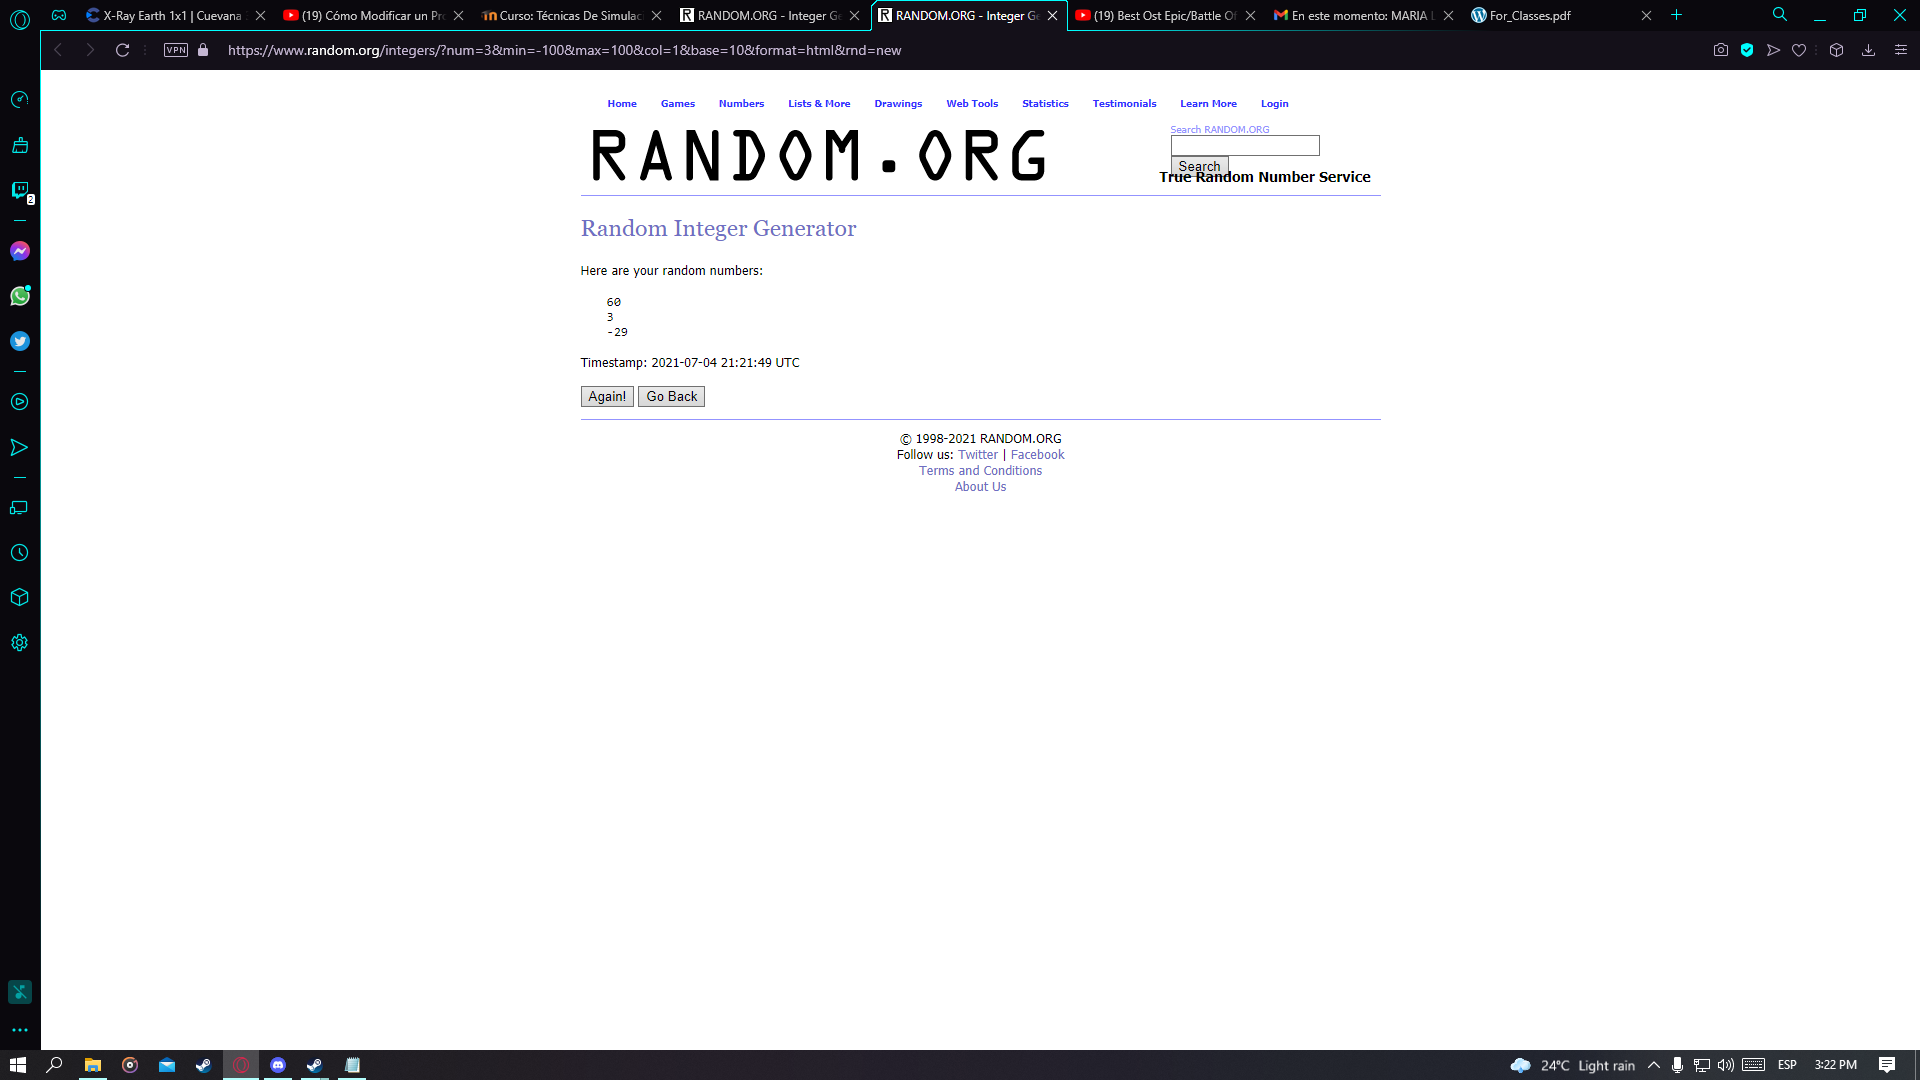 X-Ray Earth 1x1 | Cuevana
(19) Cómo Modificar un Pr
Curso: Técnicas De Simulac
RANDOM.ORG - Integer Ge
RANDOM.ORG - Integer Ge
(19) Best Ost Epic/Battle Of
En este momento: MARIA L
For_Classes.pdf
VPN
https://www.random.org/integers/?num=3&min=-100&max=100&col=1&base=10&format=html&rnd=new
Home Games Numbers Lists & More Drawings Web Tools Statistics Testimonials Learn More Login
RANDOM.ORG
Search RANDOM.ORG
Search
True Random Number Service
Random Integer Generator
Here are your random numbers:
60
3
-29
Timestamp: 2021-07-04 21:21:49 UTC
Again! Go Back
© 1998-2021 RANDOM.ORG
Follow us: Twitter | Facebook
Terms and Conditions
About Us
2
24°C Light rain
ESP
3:22 PM